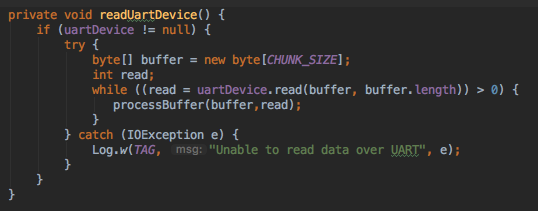 private void readUartDevice() {
    if (uartDevice != null) {
        try {
            byte[] buffer = new byte[CHUNK_SIZE];
            int read;
            while ((read = uartDevice.read(buffer, buffer.length)) > 0) {
                processBuffer(buffer,read);
            }
        } catch (IOException e) {
            Log.w(TAG, msg: "Unable to read data over UART", e);
        }
    }
}